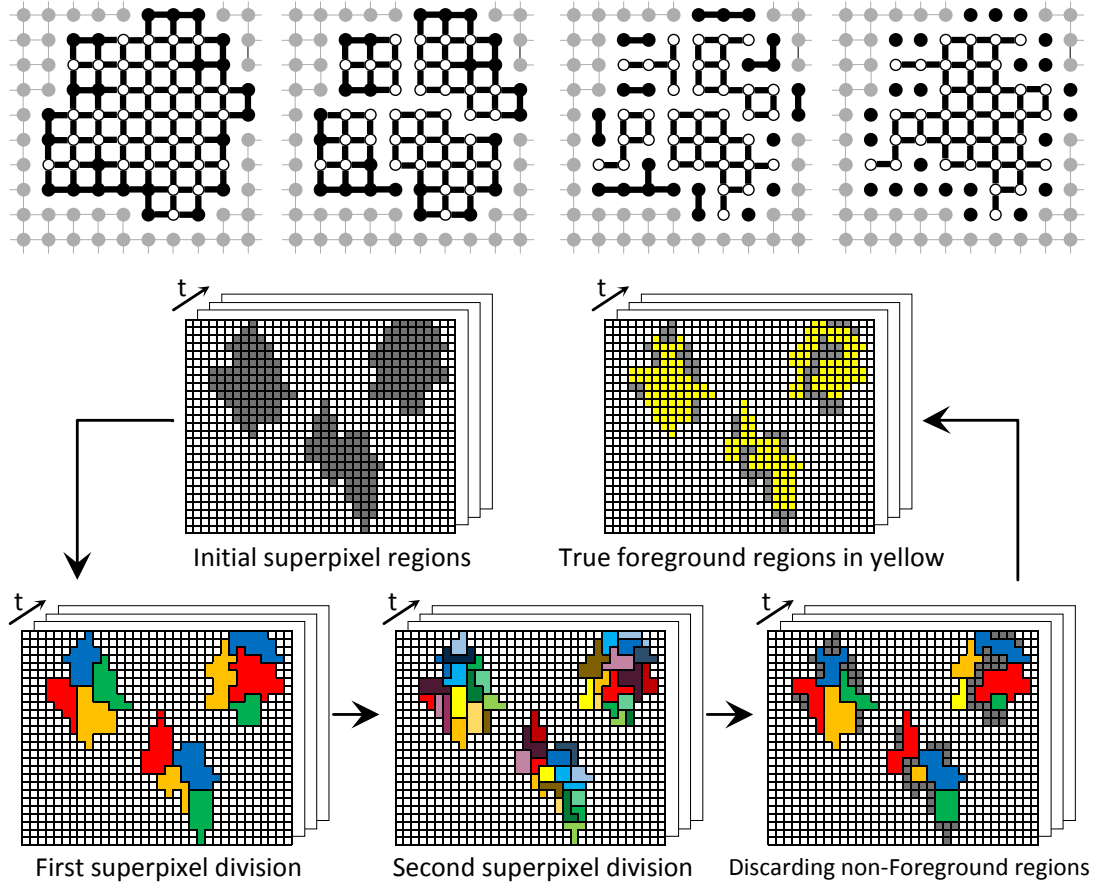 t
t
Initial superpixel regions
True foreground regions in yellow
t
t
t
First superpixel division
Second superpixel division
Discarding non-Foreground regions